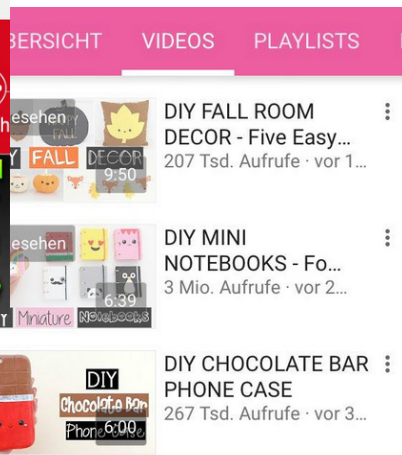 BERSICHT VIDEOS PLAYLISTS
esehen
HAPPY
FALL
Y FALL DECOR
9:50
DIY FALL ROOM
DECOR - Five Easy...
207 Tsd. Aufrufe · vor 1...
esehen
6:39
Miniature Notebooks
DIY MINI
NOTEBOOKS - Fo...
3 Mio. Aufrufe · vor 2...
DIY
Chocolate Bar
Phone Case
6:00
DIY CHOCOLATE BAR
PHONE CASE
267 Tsd. Aufrufe · vor 3...